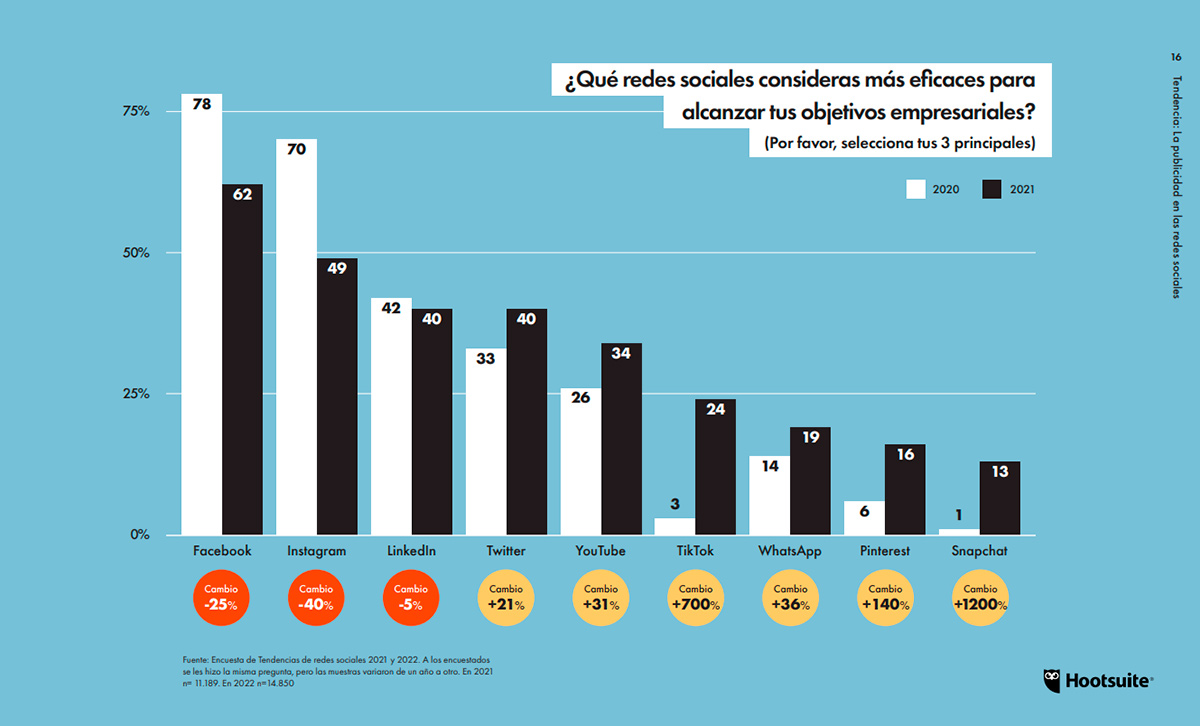 ¿Qué redes sociales consideras más eficaces para
alcanzar tus objetivos empresariales?
(Por favor, selecciona tus 3 principales)
2020
2021
16
Tendencia: La publicidad en las redes sociales
75%
50%
25%
0%
78
62
70
49
42
40
33
40
26
34
3
24
14
19
6
16
1
13
Facebook
Instagram
LinkedIn
Twitter
YouTube
TikTok
WhatsApp
Pinterest
Snapchat
Cambio
-25%
Cambio
-40%
Cambio
-5%
Cambio
+21%
Cambio
+31%
Cambio
+700%
Cambio
+36%
Cambio
+140%
Cambio
+1200%
Fuente: Encuesta de Tendencias de redes sociales 2021 y 2022. A los encuestados
se les hizo la misma pregunta, pero las muestras variaron de un año a otro. En 2021
n= 11.189. En 2022 n=14.850
Hootsuite®